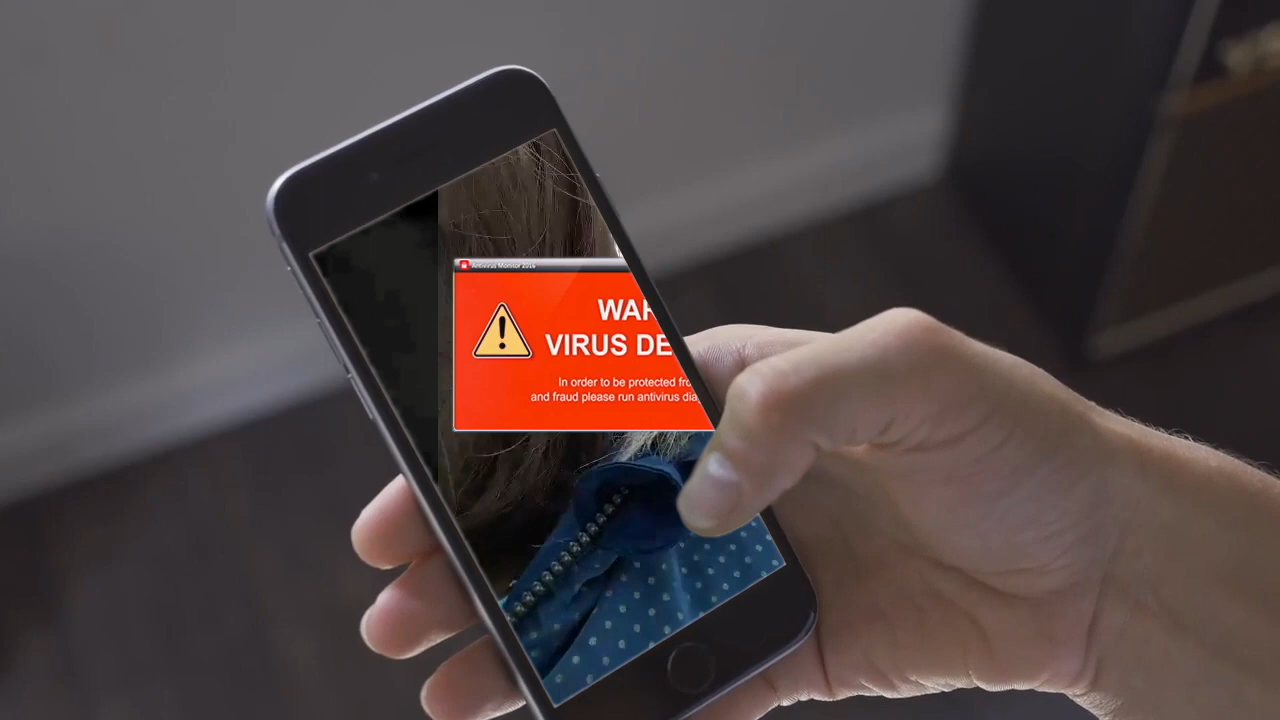 Antivirus Monitor 2016
WAR
VIRUS DE
In order to be protected fro
and fraud please run antivirus dia